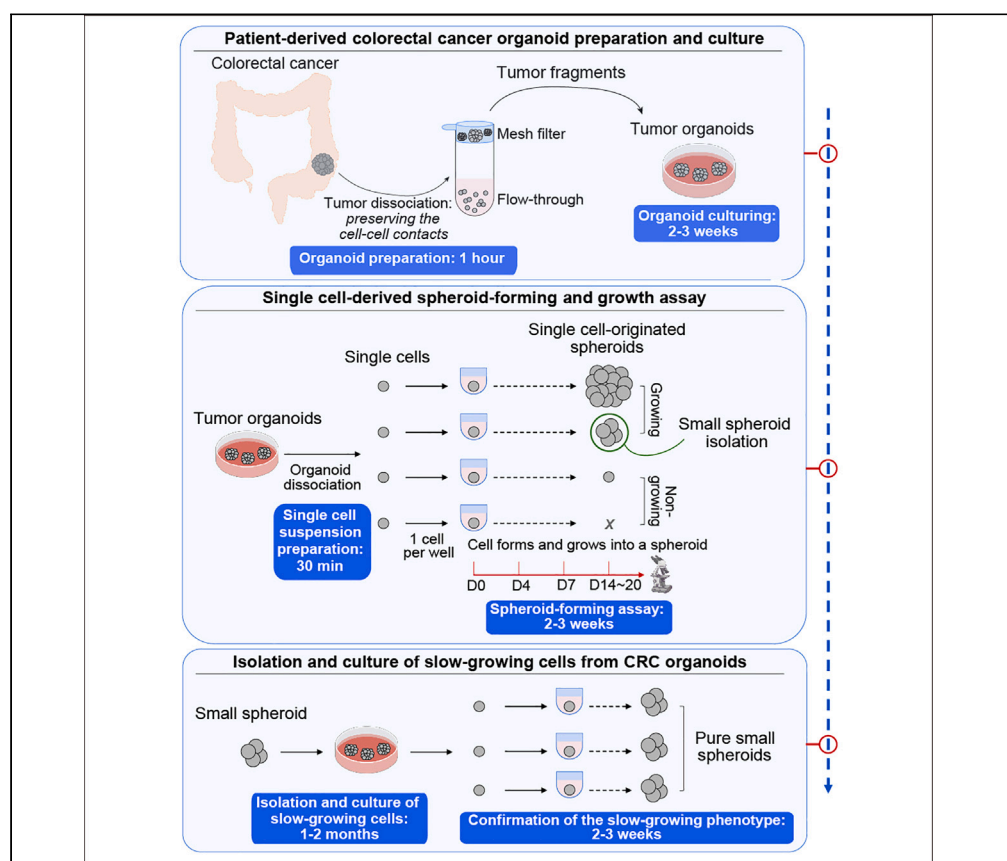 Patient-derived colorectal cancer organoid preparation and culture
Colorectal cancer
Tumor fragments
Mesh filter
Tumor organoids
Tumor dissociation:
preserving the
cell-cell contacts
Flow-through
Organoid preparation: 1 hour
Organoid culturing:
2-3 weeks
Single cell-derived spheroid-forming and growth assay
Single cells
Single cell-originated
spheroids
Growing
Tumor organoids
Small spheroid
isolation
Organoid
dissociation
Non-
growing
Single cell
suspension
preparation:
30 min
1 cell
per well
x
Cell forms and grows into a spheroid
D0 D4 D7 D14~20
Spheroid-forming assay:
2-3 weeks
Isolation and culture of slow-growing cells from CRC organoids
Small spheroid
Pure small
spheroids
Isolation and culture of
slow-growing cells:
1-2 months
Confirmation of the slow-growing phenotype:
2-3 weeks